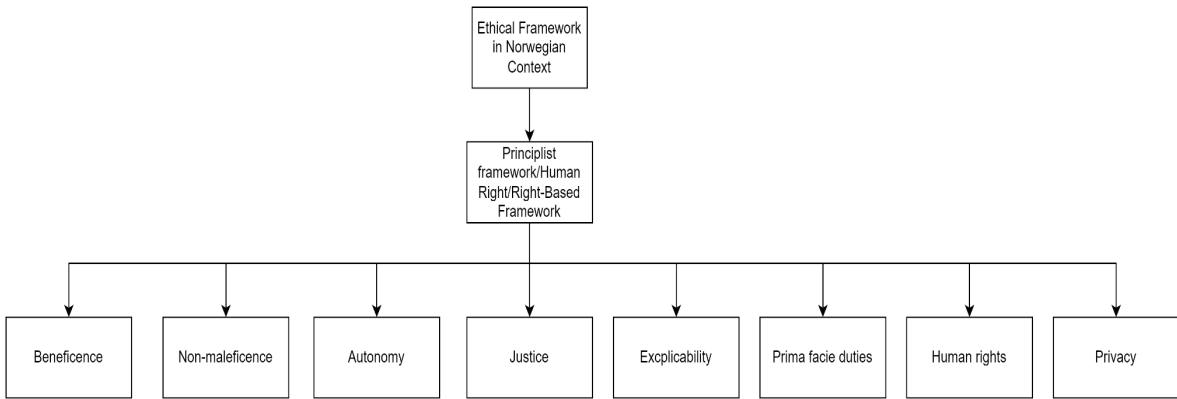 Ethical Framework
in Norwegian
Context
Principlist
framework/Human
Right/Right-Based
Framework
Beneficence
Non-maleficence
Autonomy
Justice
Excplicability
Prima facie duties
Human rights
Privacy